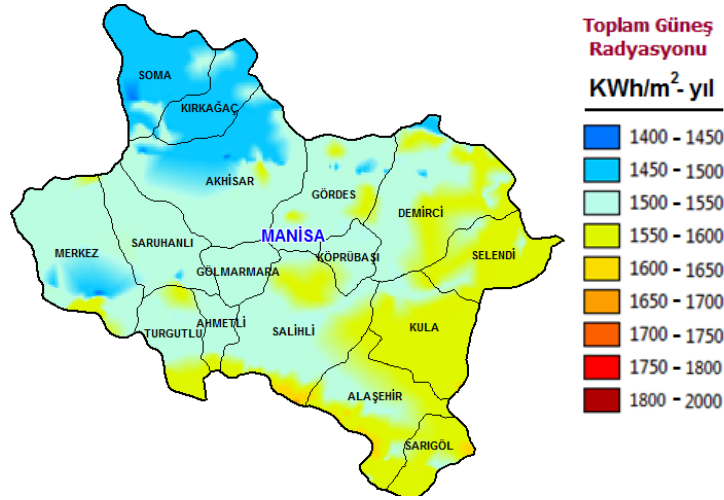 SOMA
KIRKAĞAÇ
AKHİSAR
GÖRDES
DEMİRCİ
MANİSA
MERKEZ
SARUHANLI
GÖLMARMARA
KÖPRÜBAŞI
SELENDİ
TURGUTLU
AHMETLİ
SALİHLİ
KULA
ALAŞEHİR
SARIGÖL
Toplam Güneş
Radyasyonu
KWh/m²- yıl
1400 - 1450
1450 - 1500
1500 - 1550
1550 - 1600
1600 - 1650
1650 - 1700
1700 - 1750
1750 - 1800
1800 - 2000